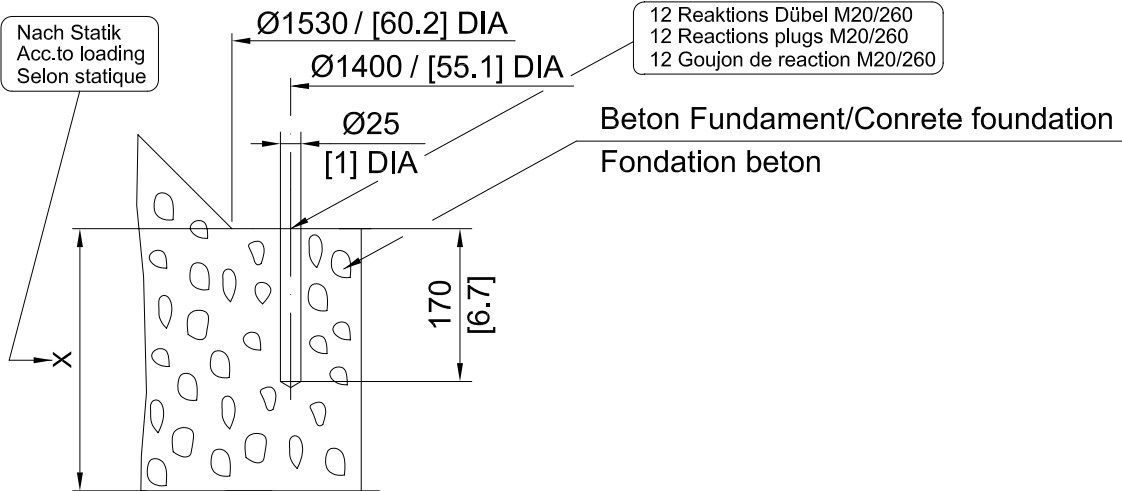 Nach Statik
Acc.to loading
Selon statique
Ø1530 / [60.2] DIA
Ø1400 / [55.1] DIA
Ø25
[1] DIA
12 Reaktions Dübel M20/260
12 Reactions plugs M20/260
12 Goujon de reaction M20/260
Beton Fundament/Conrete foundation
Fondation beton
170
[6.7]
X